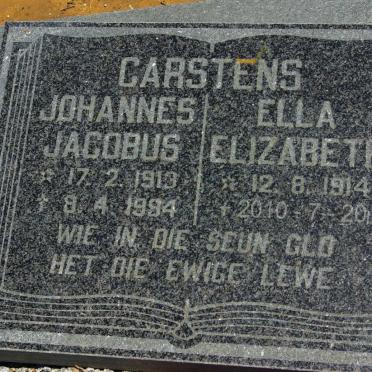 CARSTENS
JOHANNES ELLA
JACOBUS ELIZABETH
☆ 17. 2. 1913 ☆ 12. 8. 1914
† 8. 4. 1994 † 2010 - 7 -
WIE IN DIE SEUN GLO
HET DIE EWIGE LEWE